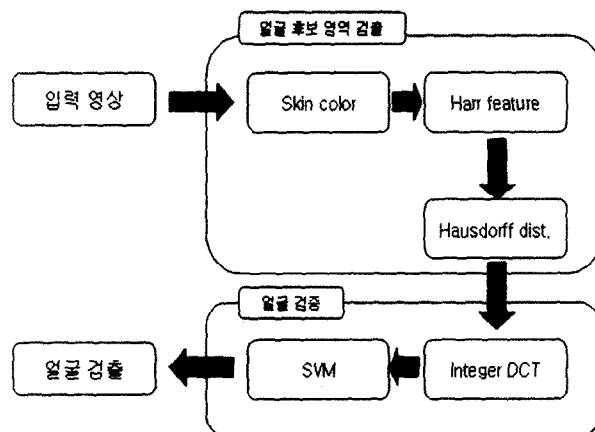 얼굴 후보 영역 검출
입력 영상
Skin color
Harr feature
Hausdorff dist.
얼굴 검증
얼굴 검출
SVM
Integer DCT